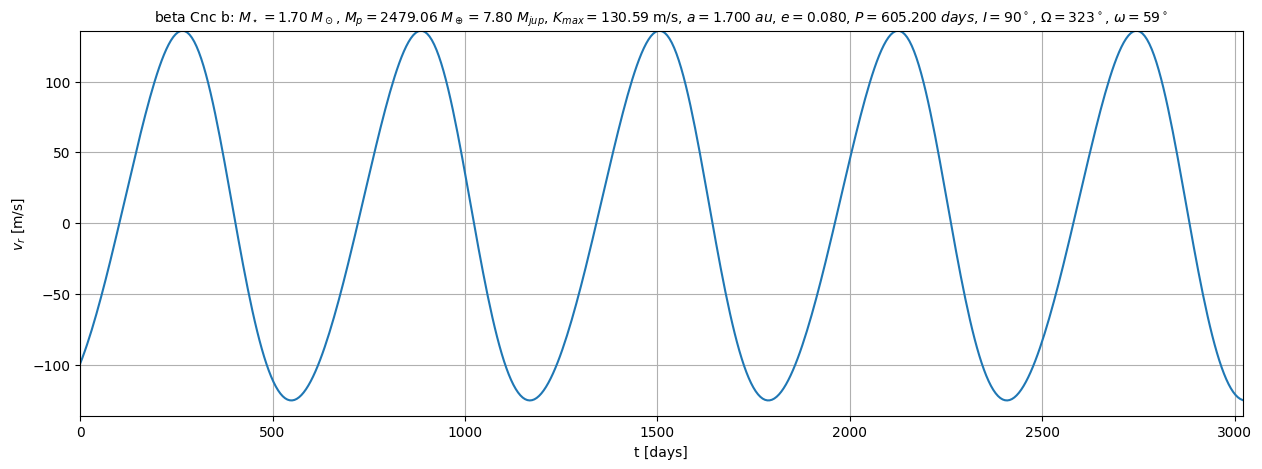 beta Cnc b: $M_\star = 1.70\ M_\odot$, $M_p = 2479.06\ M_\oplus = 7.80\ M_{jup}$, $K_{max} = 130.59$ m/s, $a = 1.700\ au$, $e = 0.080$, $P = 605.200\ days$, $I = 90^\circ$, $\Omega = 323^\circ$, $\omega = 59^\circ$
100
50
0
−50
−100
$v_r$ [m/s]
0 500 1000 1500 2000 2500 3000
t [days]